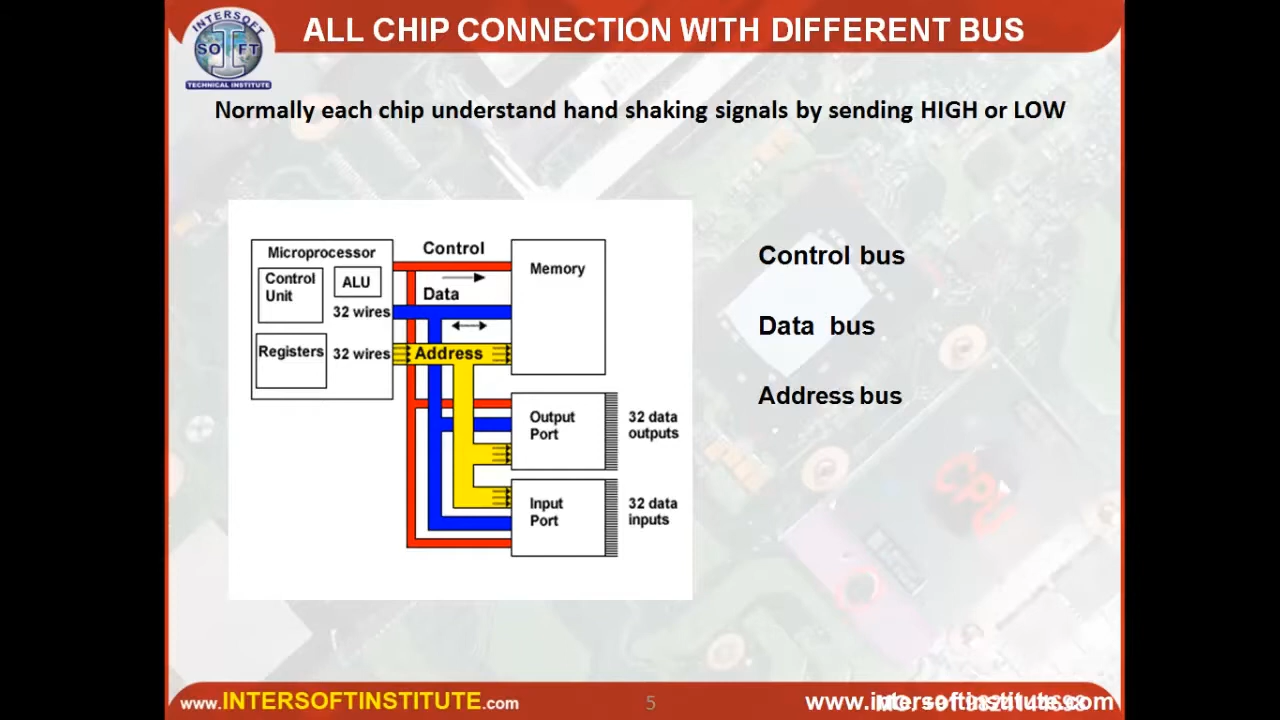 INTERSOFT
SOFT
TECHNICAL INSTITUTE
ALL CHIP CONNECTION WITH DIFFERENT BUS
Normally each chip understand hand shaking signals by sending HIGH or LOW
Microprocessor
Control
Unit
ALU
32 wires
Registers
32 wires
Control
Data
Address
Memory
Output
Port
32 data
outputs
Input
Port
32 data
inputs
Control bus
Data bus
Address bus
CPU
www.INTERSOFTINSTITUTE.com
5
www.intersoftinstitute.com